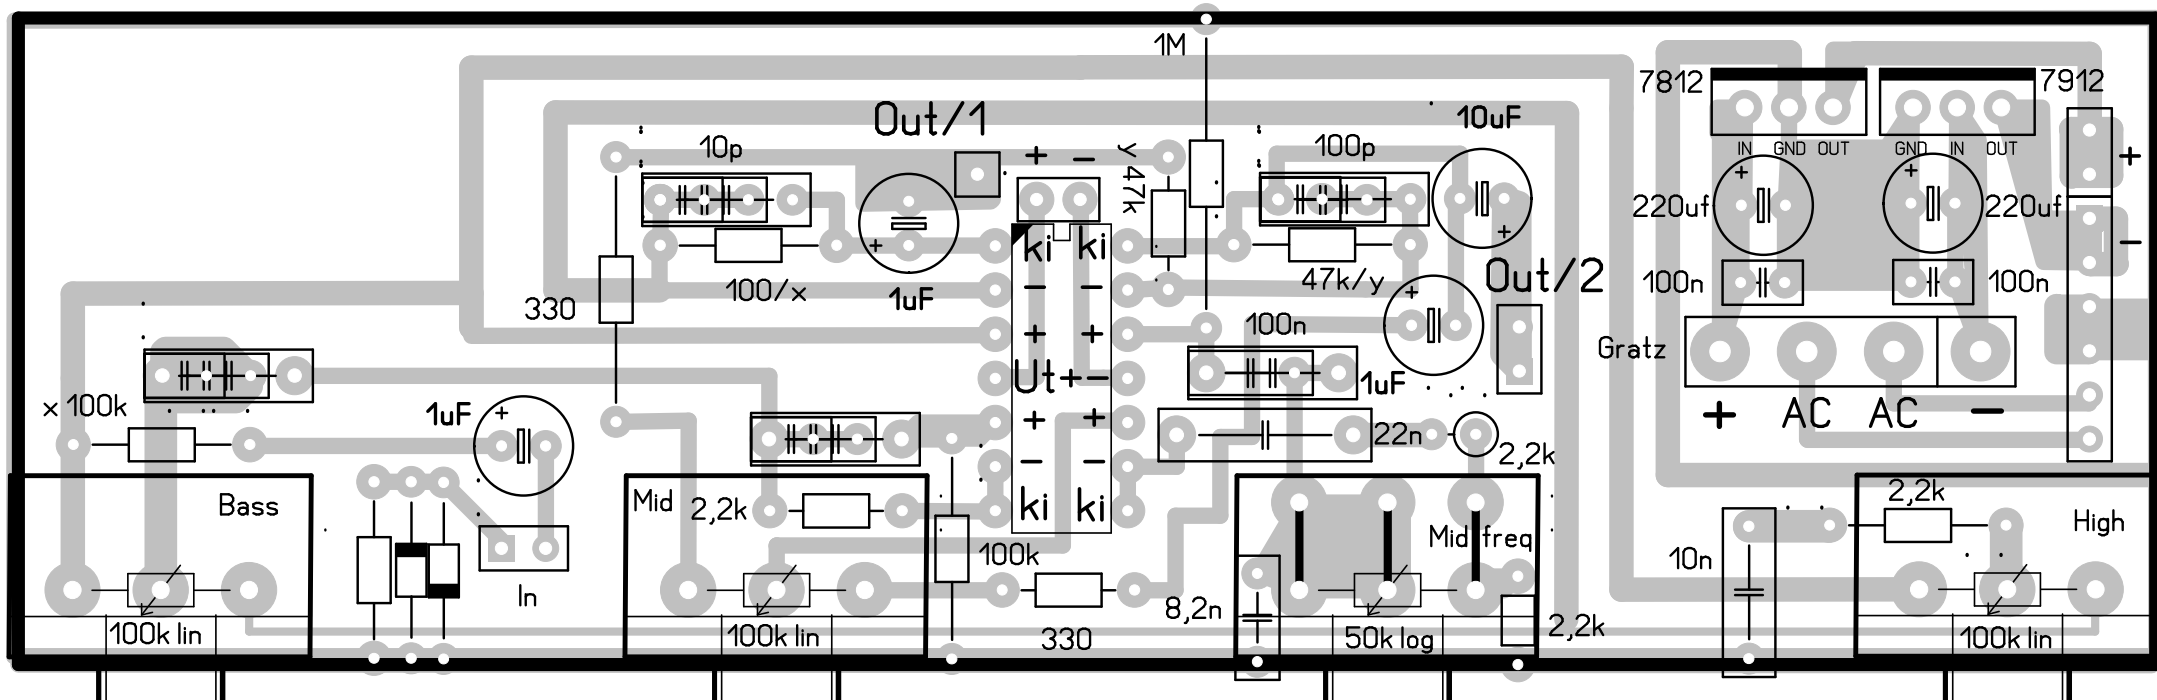 1M
7812
7912
Out/1
10uF
10p
y 47k
100p
+ −
IN GND OUT
GND IN OUT
+
220uf
220uf
−
ki ki
+
+
+
330
100/x
1uF
− −
47k/y
Out/2
100n
100n
100n
+ +
Gratz
Ut+−
1uF
x 100k
1uF
+
+ AC AC −
+ +
22n
2,2k
− −
Bass
Mid
2,2k
ki ki
2,2k
High
Mid freq
100k
10n
In
8,2n
100k lin
100k lin
330
50k log
2,2k
100k lin